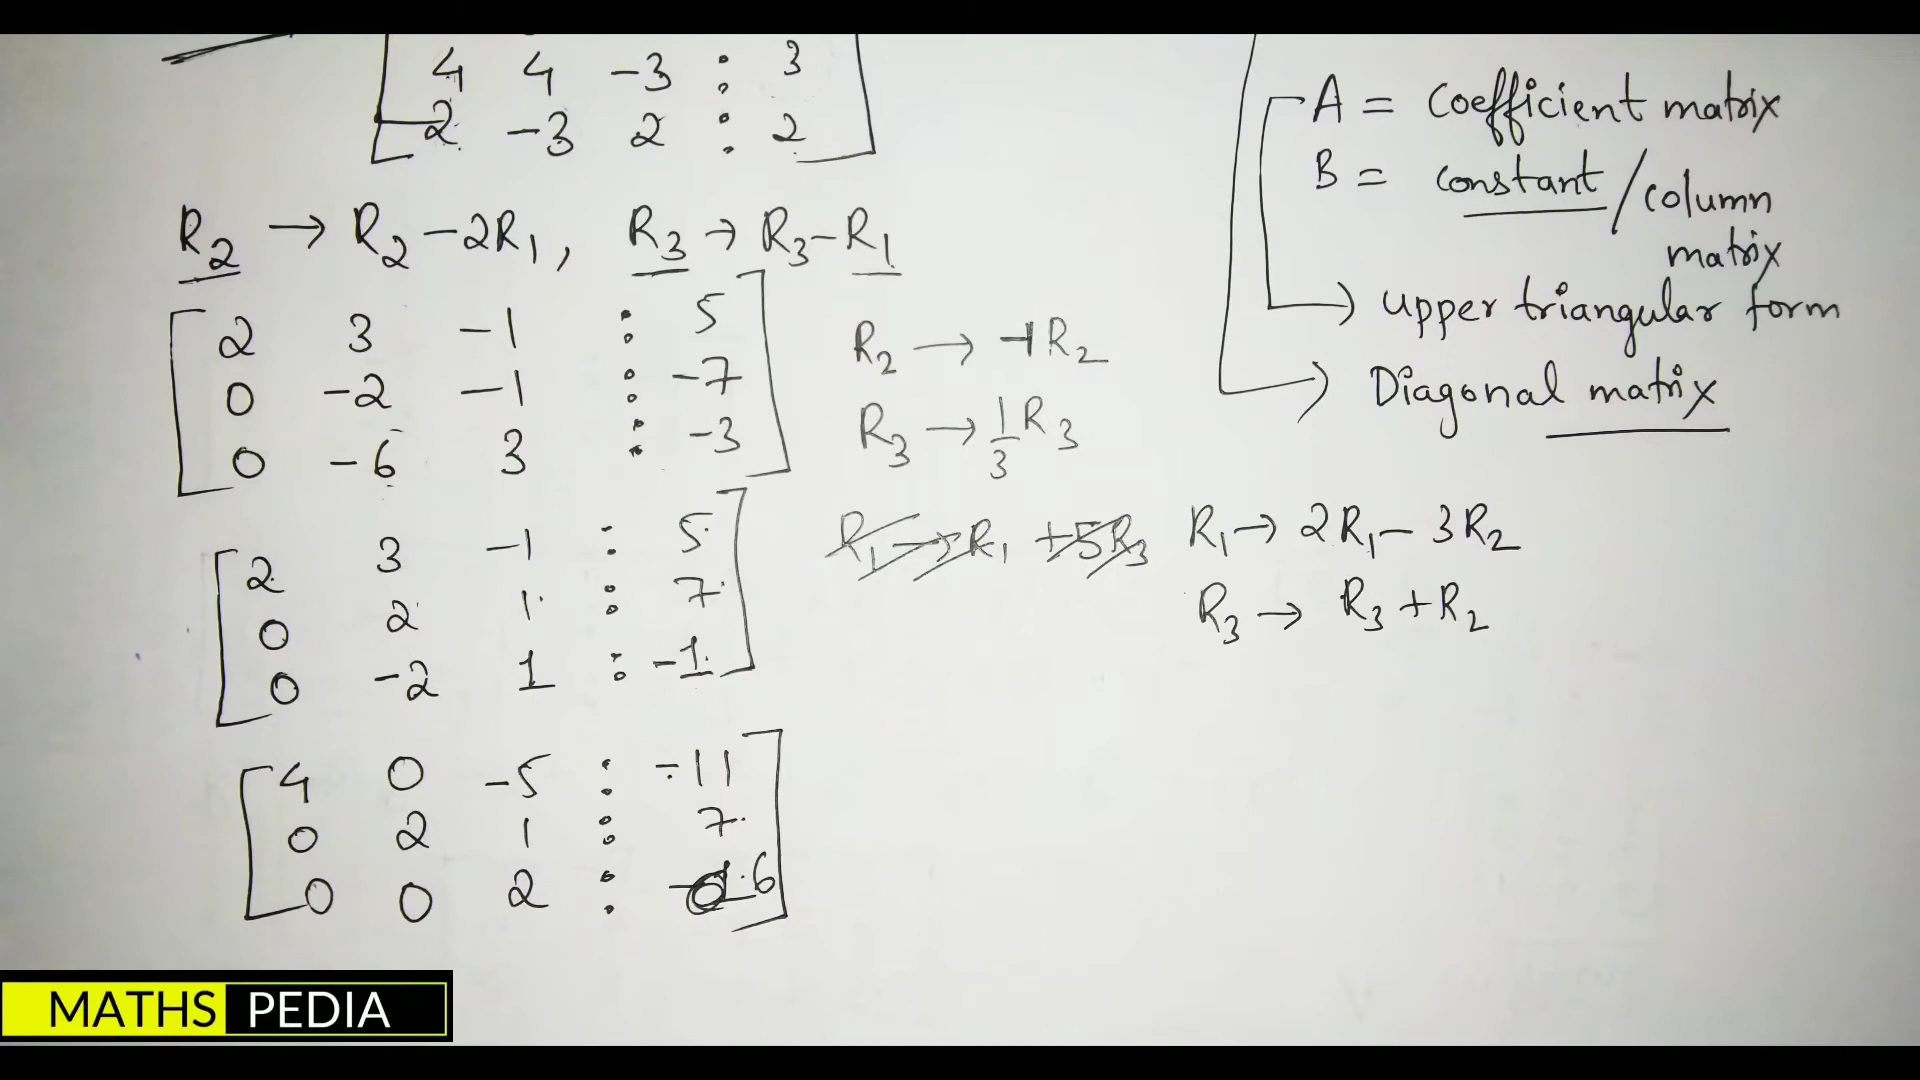 4 4 -3 : 3
2 -3 2 : 2
R2 → R2 - 2R1, R3 → R3 - R1
2 3 -1 : 5
0 -2 -1 : -7
0 -6 3 : -3
R2 → -1R2
R3 → 1/3 R3
2 3 -1 : 5
0 2 1 : 7
0 -2 1 : -1
R1 → R1 + 5R3
R1 → 2R1 - 3R2
R3 → R3 + R2
4 0 -5 : -11
0 2 1 : 7
0 0 2 : 6
A = Coefficient matrix
B = constant / column
matrix
upper triangular form
Diagonal matrix
MATHS PEDIA